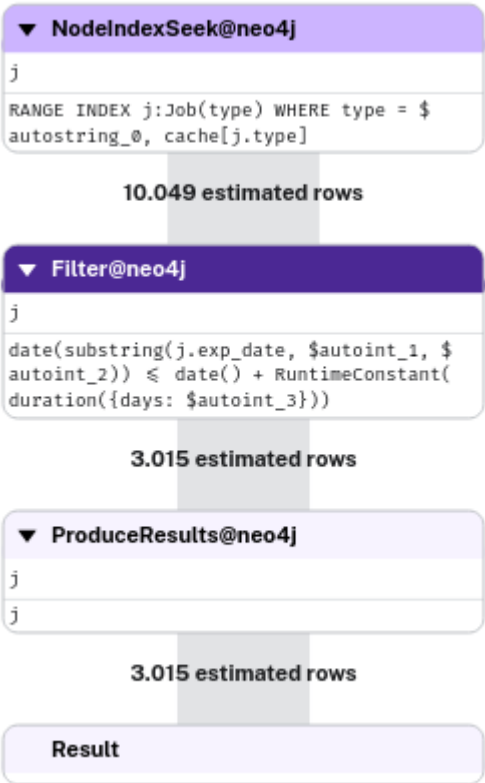 NodeIndexSeek@neo4j
j
RANGE INDEX j:Job(type) WHERE type = $
autostring_0, cache[j.type]
10.049 estimated rows
Filter@neo4j
j
date(substring(j.exp_date, $autoint_1, $
autoint_2)) ⩽ date() + RuntimeConstant(
duration({days: $autoint_3}))
3.015 estimated rows
ProduceResults@neo4j
j
j
3.015 estimated rows
Result